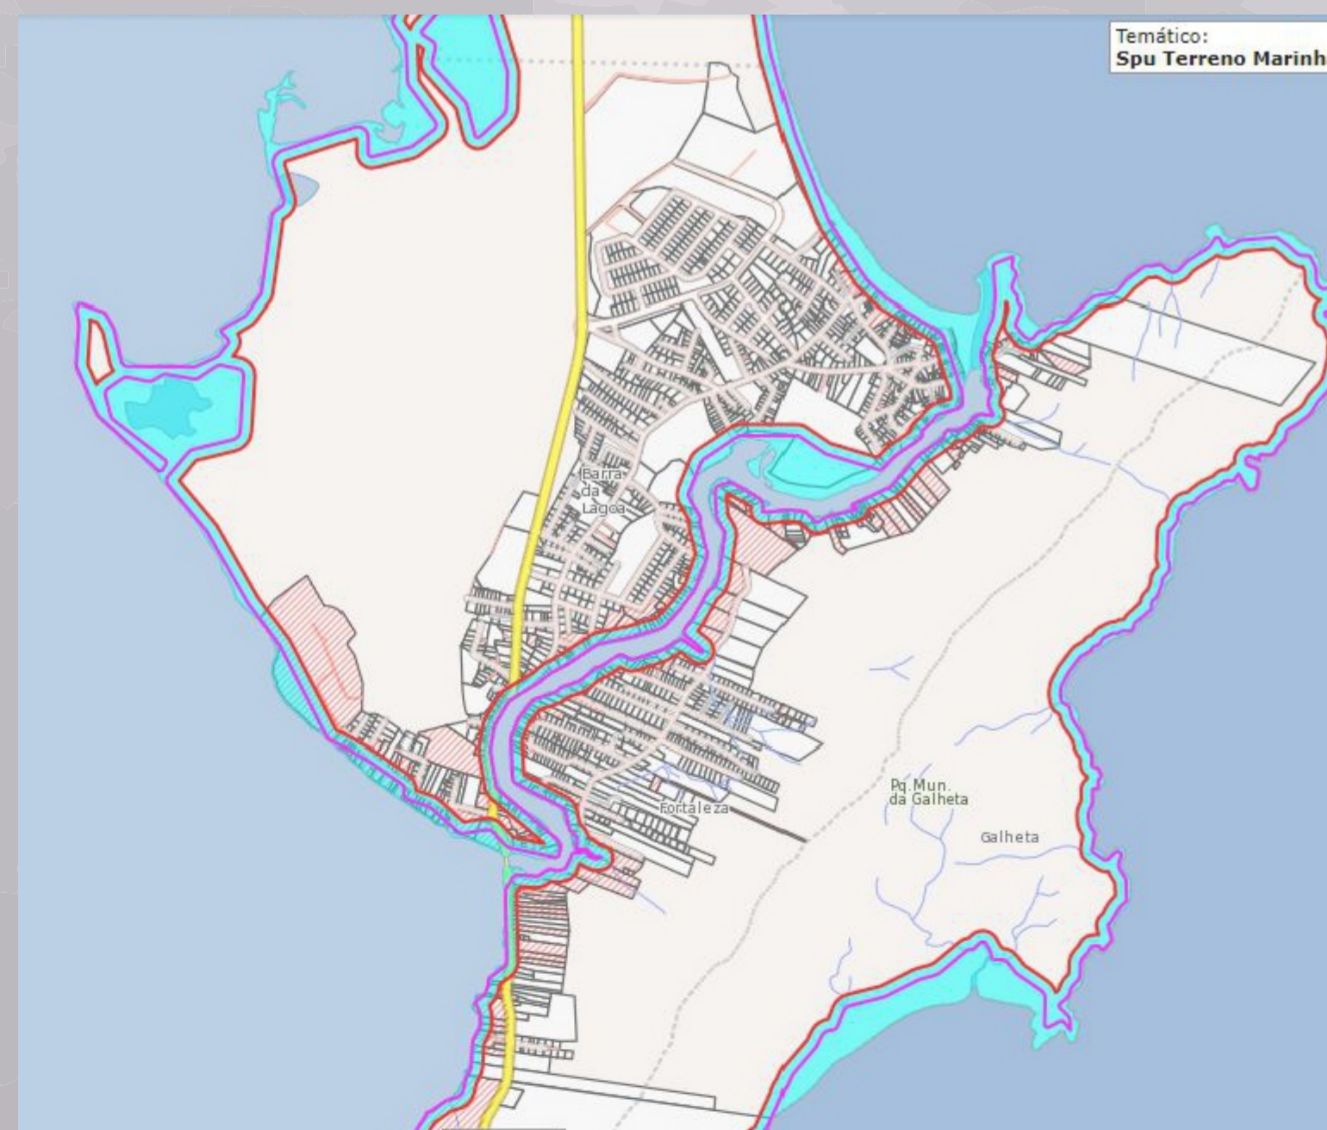 Temático:
Spu Terreno Marinh
Barra
da
Lagoa
Pq.Mun.
da Galheta
Fortaleza
Galheta